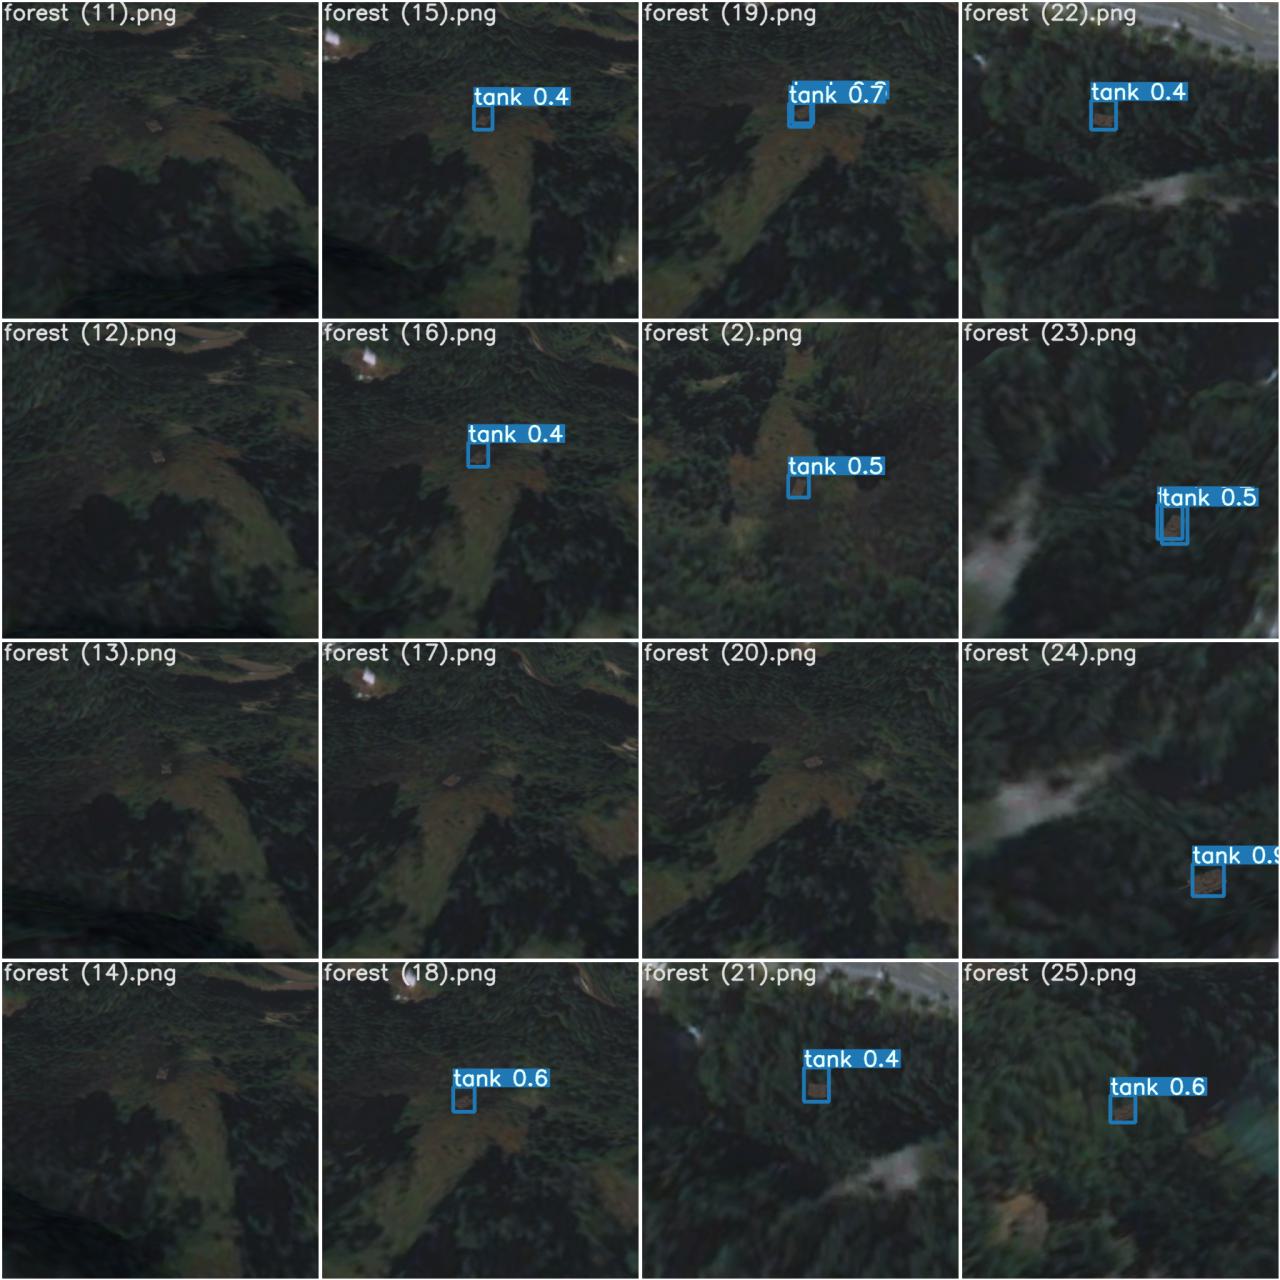 forest (11).png
forest (15).png
tank 0.4
forest (19).png
tank 0.7
forest (22).png
tank 0.4
forest (12).png
forest (16).png
tank 0.4
forest (2).png
tank 0.5
forest (23).png
tank 0.5
forest (13).png
forest (17).png
forest (20).png
forest (24).png
tank 0.9
forest (14).png
forest (18).png
tank 0.6
forest (21).png
tank 0.4
forest (25).png
tank 0.6